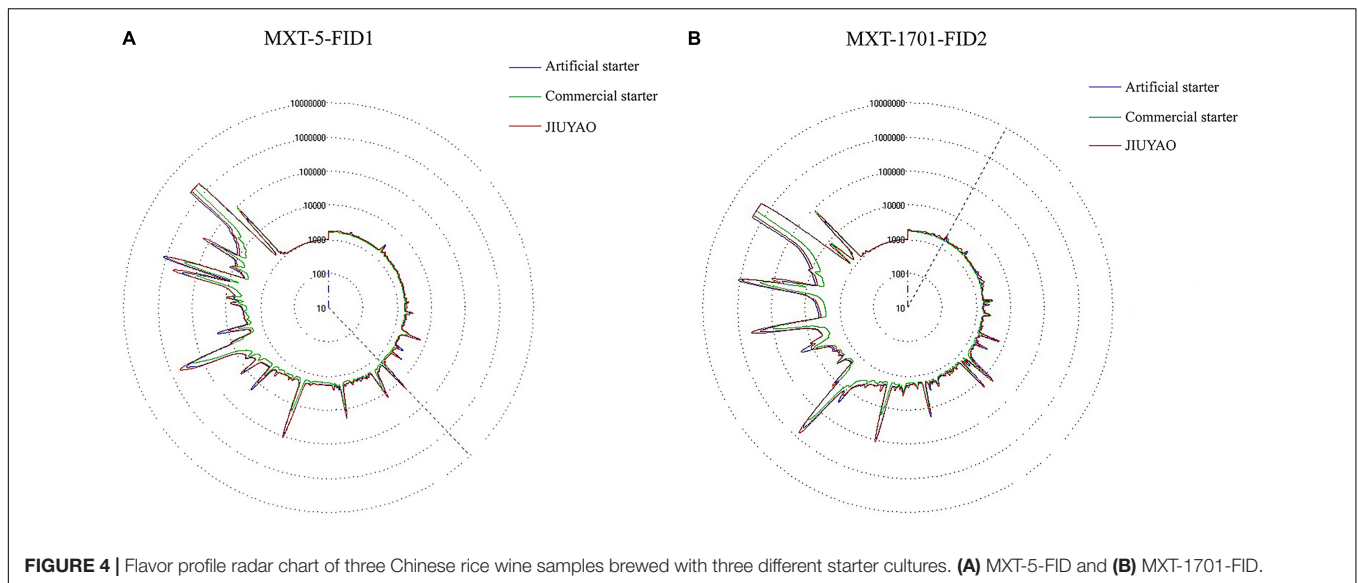 A
MXT-5-FID1
Artificial starter
Commercial starter
JIUYAO
10000000
1000000
100000
10000
1000
100
10
B
MXT-1701-FID2
Artificial starter
Commercial starter
JIUYAO
10000000
1000000
100000
10000
1000
100
10
FIGURE 4 | Flavor profile radar chart of three Chinese rice wine samples brewed with three different starter cultures. (A) MXT-5-FID and (B) MXT-1701-FID.